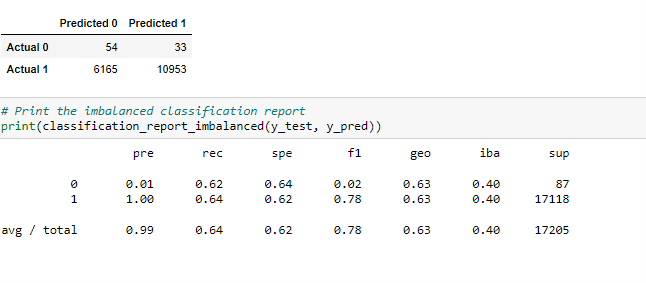 Predicted 0 Predicted 1
Actual 0 54 33
Actual 1 6165 10953
# Print the imbalanced classification report
print(classification_report_imbalanced(y_test, y_pred))
pre rec spe f1 geo iba sup
0 0.01 0.62 0.64 0.02 0.63 0.40 87
1 1.00 0.64 0.62 0.78 0.63 0.40 17118
avg / total 0.99 0.64 0.62 0.78 0.63 0.40 17205